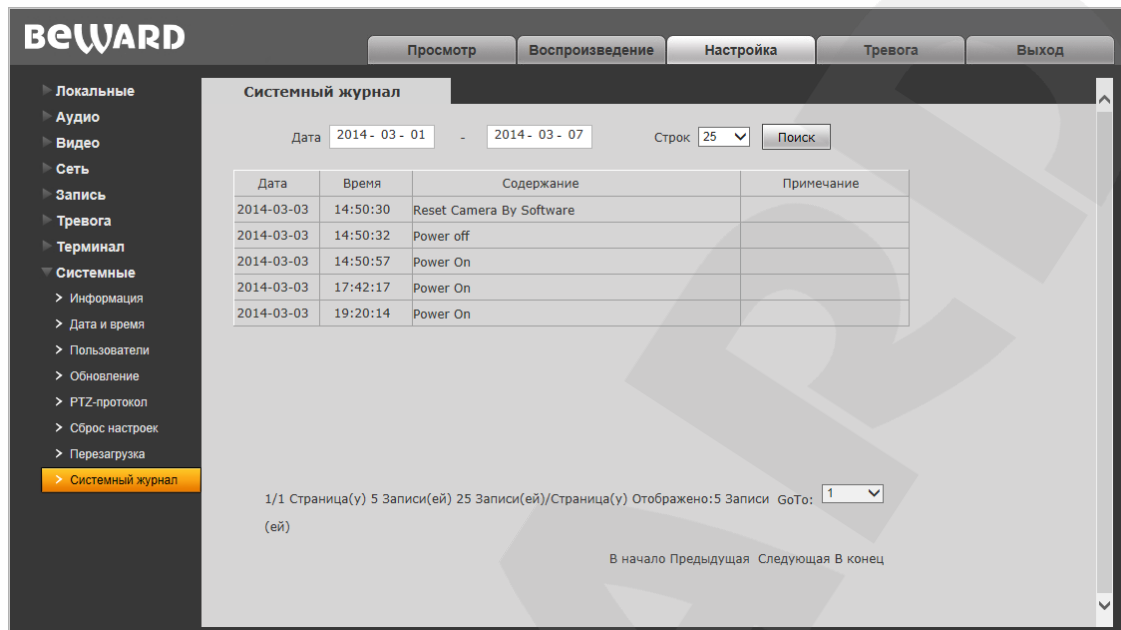 BEWARD
Просмотр Воспроизведение Настройка Тревога Выход
Локальные
Аудио
Видео
Сеть
Запись
Тревога
Терминал
Системные
Информация
Дата и время
Пользователи
Обновление
PTZ-протокол
Сброс настроек
Перезагрузка
Системный журнал
Системный журнал
Дата 2014 - 03 - 01 - 2014 - 03 - 07 Строк 25 Поиск
Дата Время Содержание Примечание
2014-03-03 14:50:30 Reset Camera By Software
2014-03-03 14:50:32 Power off
2014-03-03 14:50:57 Power On
2014-03-03 17:42:17 Power On
2014-03-03 19:20:14 Power On
1/1 Страница(у) 5 Записи(ей) 25 Записи(ей)/Страница(у) Отображено:5 Записи GoTo: 1
(ей)
В начало Предыдущая Следующая В конец